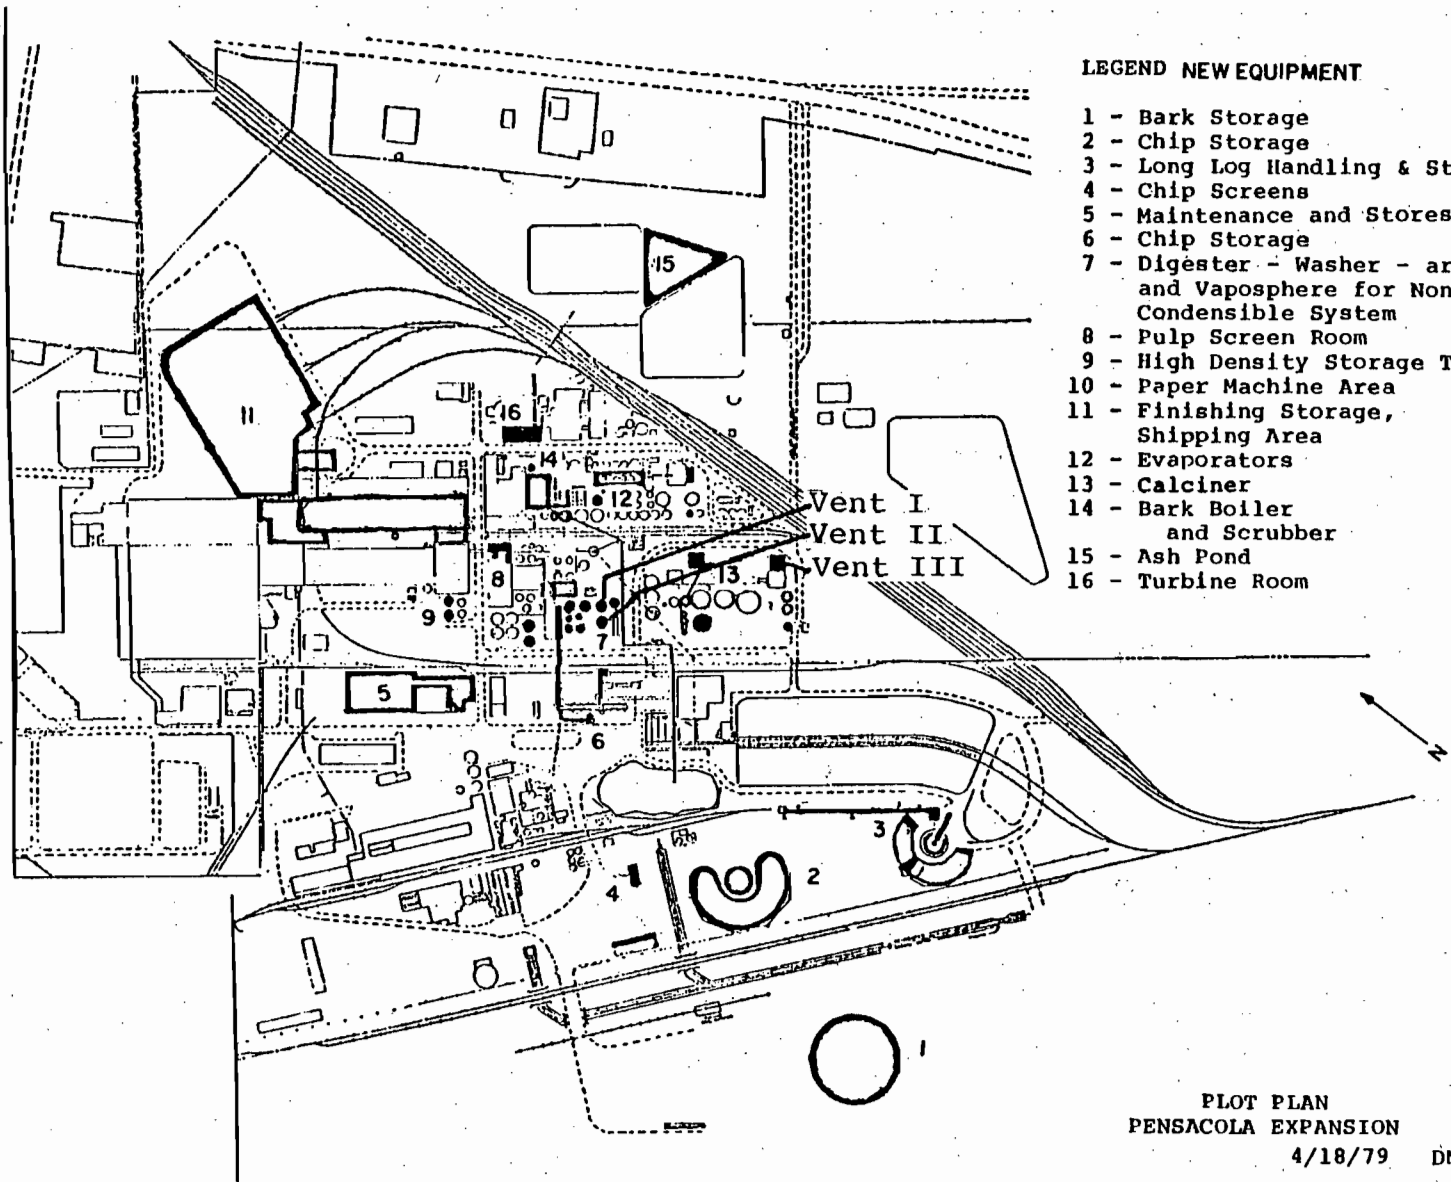 LEGEND NEW EQUIPMENT
1 - Bark Storage
2 - Chip Storage
3 - Long Log Handling & St
4 - Chip Screens
5 - Maintenance and Stores
6 - Chip Storage
7 - Digester - Washer - ar
and Vaposphere for Non
Condensible System
8 - Pulp Screen Room
9 - High Density Storage T
10 - Paper Machine Area
11 - Finishing Storage,
Shipping Area
12 - Evaporators
13 - Calciner
14 - Bark Boiler
and Scrubber
15 - Ash Pond
16 - Turbine Room
15
11
16
14
12
Vent I
Vent II
Vent III
13
8
9
7
5
6
3
2
4
1
N
PLOT PLAN
PENSACOLA EXPANSION
4/18/79